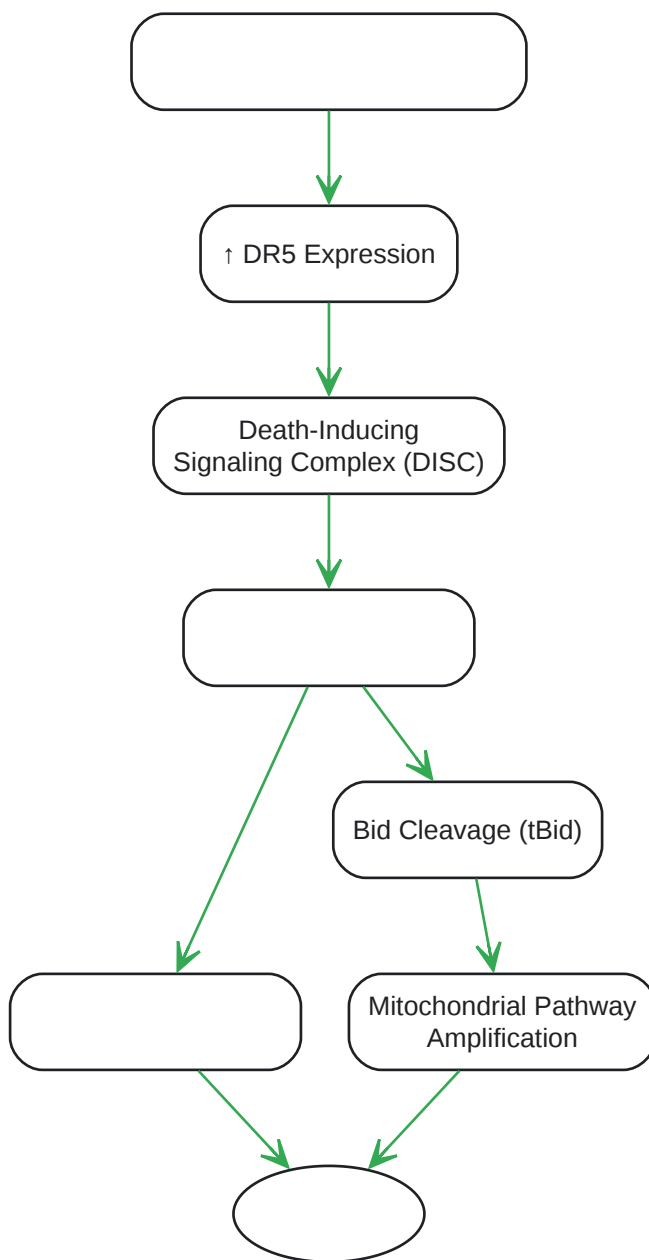 ↑ DR5 Expression
Death-Inducing
Signaling Complex (DISC)
Bid Cleavage (tBid)
Mitochondrial Pathway
Amplification